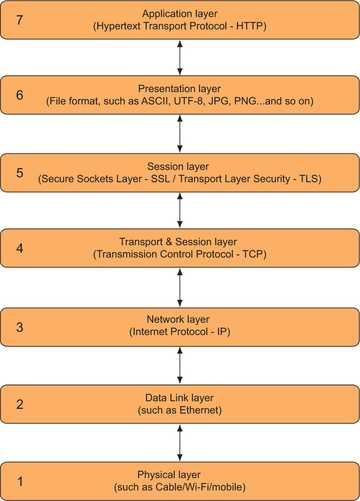 7
Application layer
(Hypertext Transport Protocol - HTTP)
6
Presentation layer
(File format, such as ASCII, UTF-8, JPG, PNG...and so on)
5
Session layer
(Secure Sockets Layer - SSL / Transport Layer Security - TLS)
4
Transport & Session layer
(Transmission Control Protocol - TCP)
3
Network layer
(Internet Protocol - IP)
2
Data Link layer
(such as Ethernet)
1
Physical layer
(such as Cable/Wi-Fi/mobile)